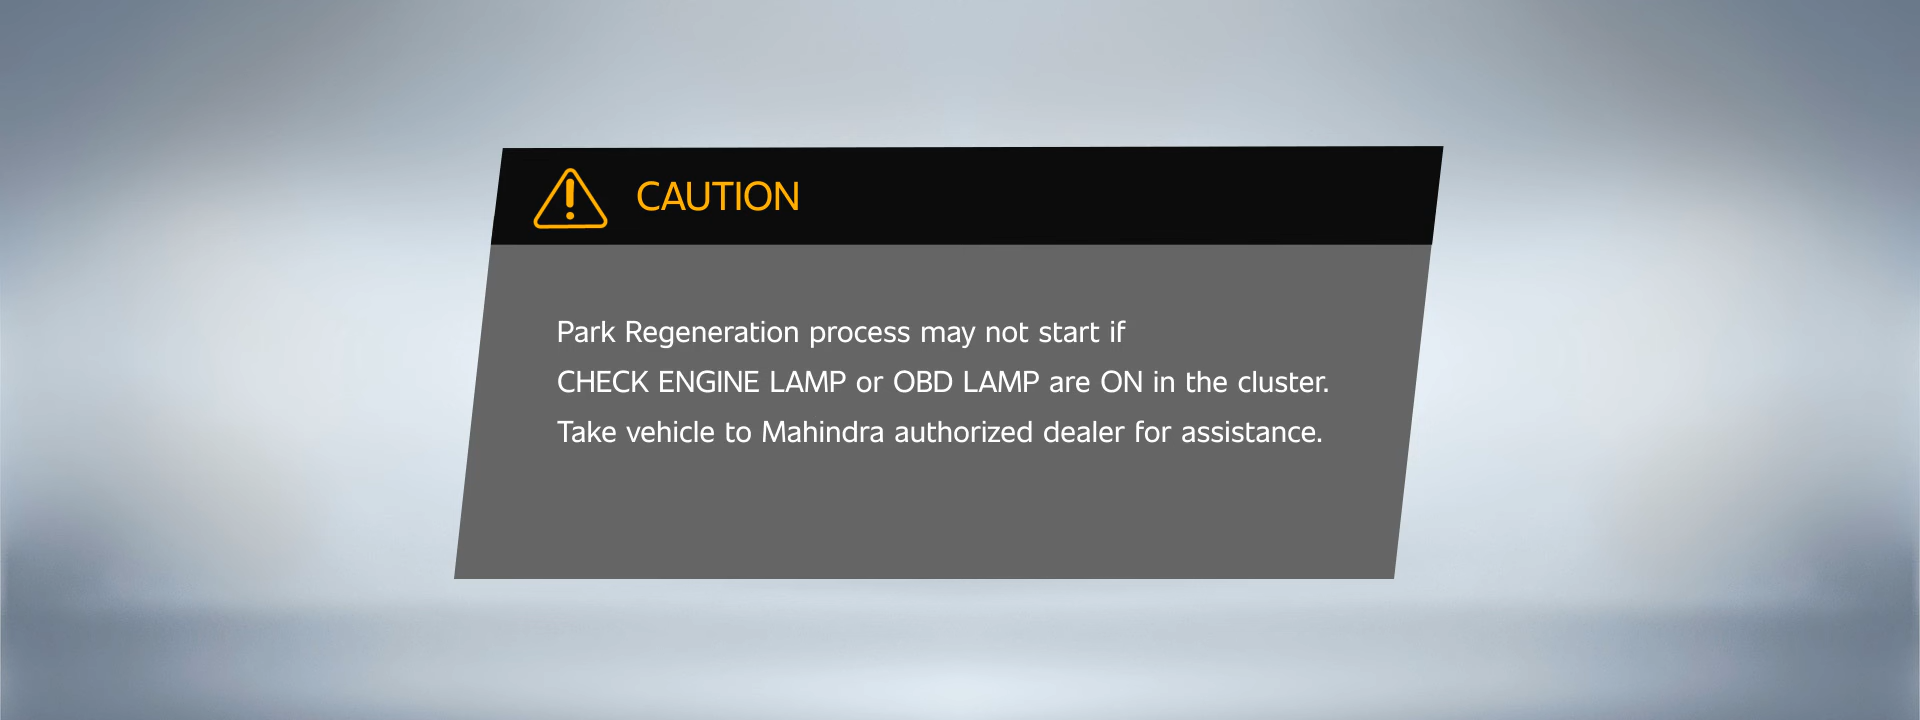 CAUTION
Park Regeneration process may not start if
CHECK ENGINE LAMP or OBD LAMP are ON in the cluster.
Take vehicle to Mahindra authorized dealer for assistance.